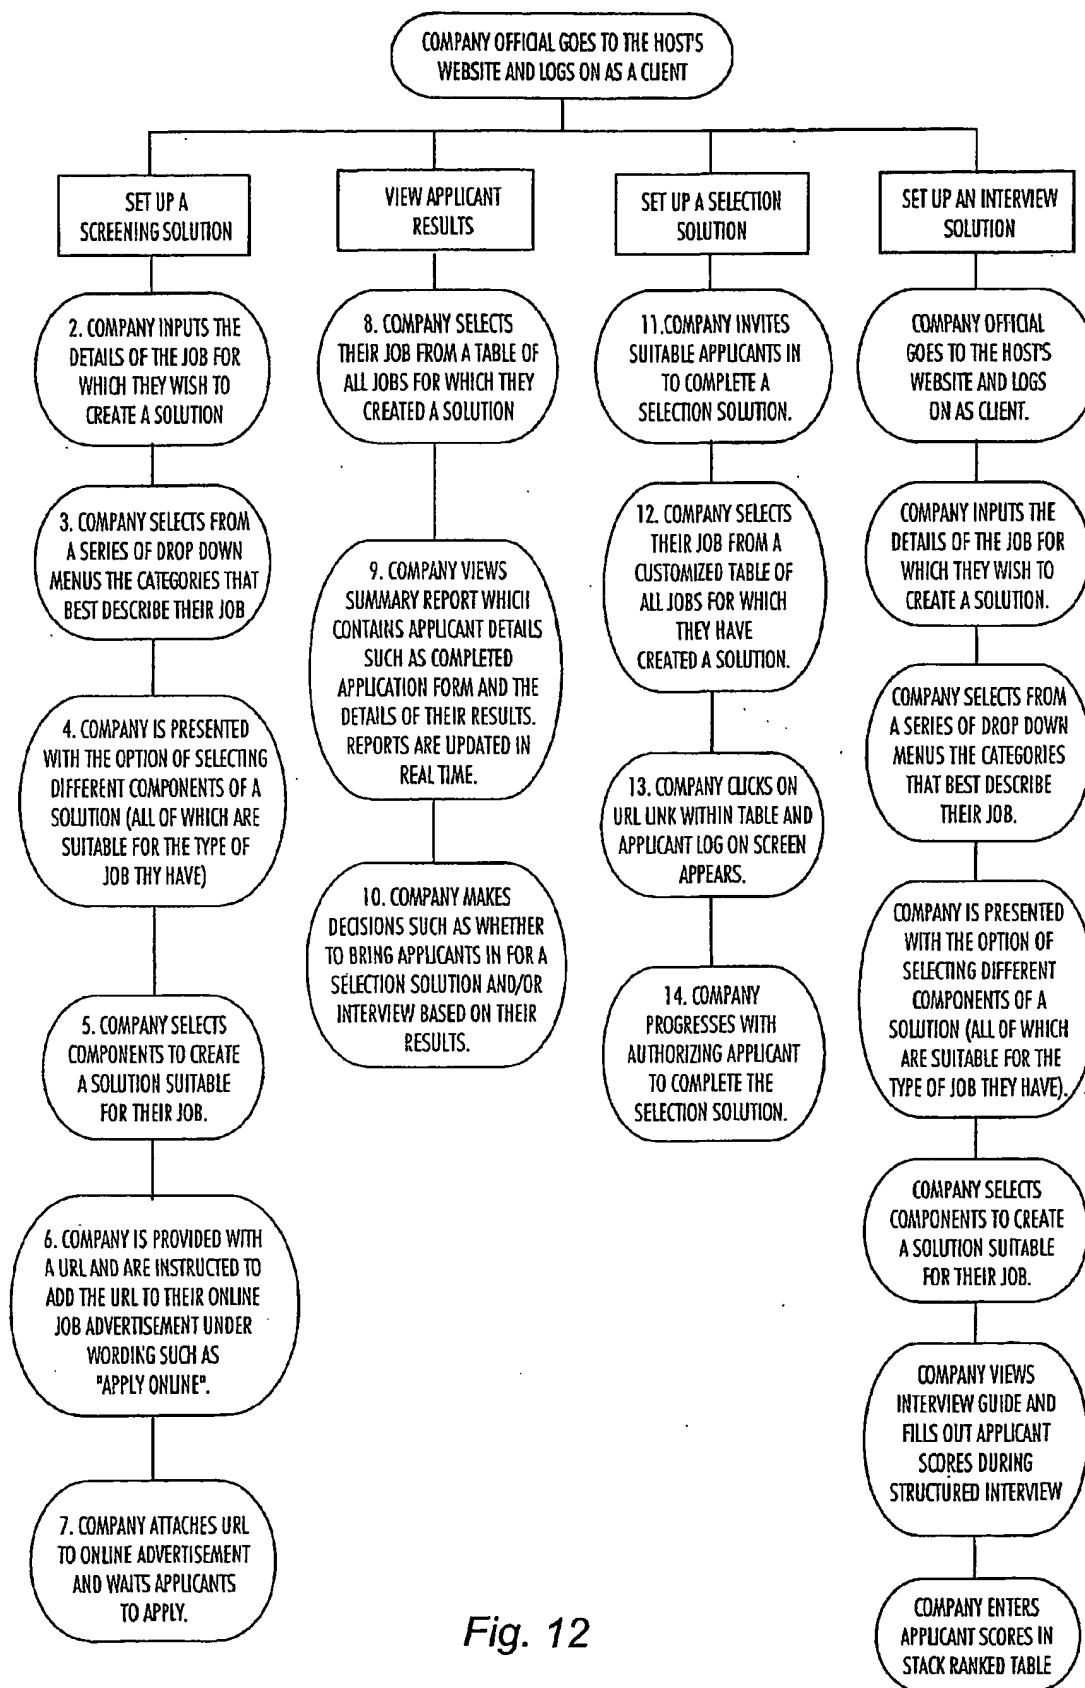 COMPANY OFFICIAL GOES TO THE HOST'S
WEBSITE AND LOGS ON AS A CLIENT
SET UP A
SCREENING SOLUTION
2. COMPANY INPUTS THE
DETAILS OF THE JOB FOR
WHICH THEY WISH TO
CREATE A SOLUTION
3. COMPANY SELECTS FROM
A SERIES OF DROP DOWN
MENUS THE CATEGORIES THAT
BEST DESCRIBE THEIR JOB
4. COMPANY IS PRESENTED
WITH THE OPTION OF SELECTING
DIFFERENT COMPONENTS OF A
SOLUTION (ALL OF WHICH ARE
SUITABLE FOR THE TYPE OF
JOB THY HAVE)
5. COMPANY SELECTS
COMPONENTS TO CREATE
A SOLUTION SUITABLE
FOR THEIR JOB.
6. COMPANY IS PROVIDED WITH
A URL AND ARE INSTRUCTED TO
ADD THE URL TO THEIR ONLINE
JOB ADVERTISEMENT UNDER
WORDING SUCH AS
"APPLY ONLINE".
7. COMPANY ATTACHES URL
TO ONLINE ADVERTISEMENT
AND WAITS APPLICANTS
TO APPLY.
VIEW APPLICANT
RESULTS
8. COMPANY SELECTS
THEIR JOB FROM A TABLE OF
ALL JOBS FOR WHICH THEY
CREATED A SOLUTION
9. COMPANY VIEWS
SUMMARY REPORT WHICH
CONTAINS APPLICANT DETAILS
SUCH AS COMPLETED
APPLICATION FORM AND THE
DETAILS OF THEIR RESULTS.
REPORTS ARE UPDATED IN
REAL TIME.
10. COMPANY MAKES
DECISIONS SUCH AS WHETHER
TO BRING APPLICANTS IN FOR A
SELECTION SOLUTION AND/OR
INTERVIEW BASED ON THEIR
RESULTS.
SET UP A SELECTION
SOLUTION
11.COMPANY INVITES
SUITABLE APPLICANTS IN
TO COMPLETE A
SELECTION SOLUTION.
12. COMPANY SELECTS
THEIR JOB FROM A
CUSTOMIZED TABLE OF
ALL JOBS FOR WHICH
THEY HAVE
CREATED A SOLUTION.
13. COMPANY CLICKS ON
URL LINK WITHIN TABLE AND
APPLICANT LOG ON SCREEN
APPEARS.
14. COMPANY
PROGRESSES WITH
AUTHORIZING APPLICANT
TO COMPLETE THE
SELECTION SOLUTION.
SET UP AN INTERVIEW
SOLUTION
COMPANY OFFICIAL
GOES TO THE HOST'S
WEBSITE AND LOGS
ON AS CLIENT.
COMPANY INPUTS THE
DETAILS OF THE JOB FOR
WHICH THEY WISH TO
CREATE A SOLUTION.
COMPANY SELECTS FROM
A SERIES OF DROP DOWN
MENUS THE CATEGORIES
THAT BEST DESCRIBE
THEIR JOB.
COMPANY IS PRESENTED
WITH THE OPTION OF
SELECTING DIFFERENT
COMPONENTS OF A
SOLUTION (ALL OF WHICH
ARE SUITABLE FOR THE
TYPE OF JOB THEY HAVE).
COMPANY SELECTS
COMPONENTS TO CREATE
A SOLUTION SUITABLE
FOR THEIR JOB.
COMPANY VIEWS
INTERVIEW GUIDE AND
FILLS OUT APPLICANT
SCORES DURING
STRUCTURED INTERVIEW
COMPANY ENTERS
APPLICANT SCORES IN
STACK RANKED TABLE
Fig. 12